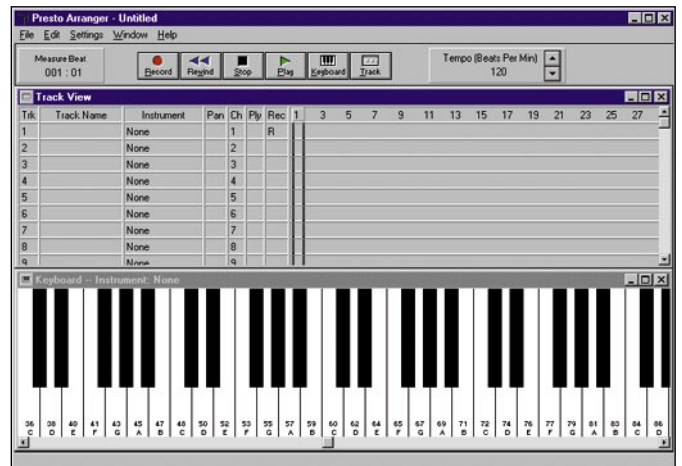 Presto Arranger - Untitled
File Edit Settings Window Help
Measure Beat
001 : 01
Record Rewind Stop Play Keyboard Track
Tempo (Beats Per Min)
120
Track View
Trk Track Name Instrument Pan Ch Ply Rec 1 3 5 7 9 11 13 15 17 19 21 23 25 27
1 None 1 R
2 None 2
3 None 3
4 None 4
5 None 5
6 None 6
7 None 7
8 None 8
9 None 9
Keyboard -- Instrument: None
36 38 40 41 43 45 47 48 50 52 53 55 57 59 60 62 64 65 67 69 71 72 74 76 77 79 81 83 84 86
C D E F G A B C D E F G A B C D E F G A B C D E F G A B C D